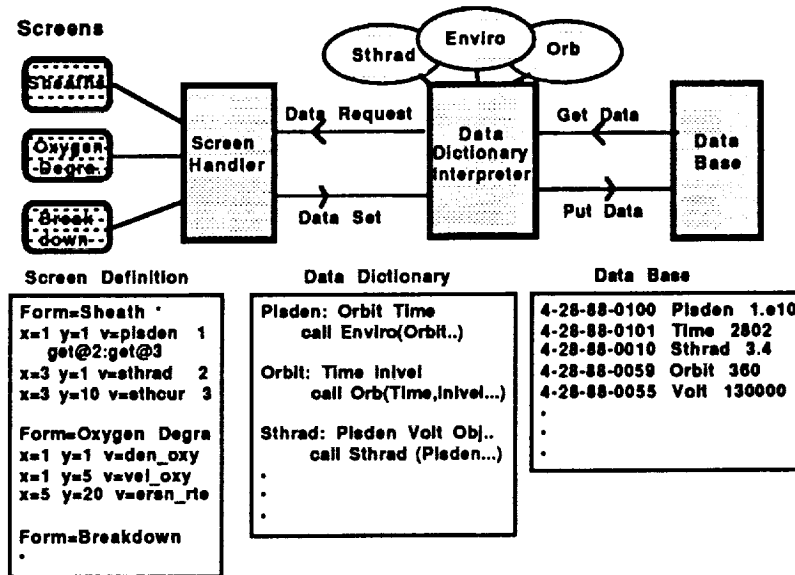 Screens
Sheaths
Oxygen
Degra.
Break
down
Screen
Handler
Data Request
Data Set
Sthrad
Enviro
Orb
Data
Dictionary
Interpreter
Get Data
Put Data
Data
Base
Screen Definition
Form=Sheath
x=1 y=1 v=plsden 1
get@2:get@3
x=3 y=1 v=sthrad 2
x=3 y=10 v=sthcur 3
Form=Oxygen Degra
x=1 y=1 v=den_oxy
x=1 y=5 v=vel_oxy
x=5 y=20 v=ersn_rte
Form=Breakdown
.
Data Dictionary
Plsden: Orbit Time
call Enviro(Orbit..)
Orbit: Time inivel
call Orb(Time,inivel...)
Sthrad: Plsden Volt Obj..
call Sthrad (Plsden...)
.
.
.
Data Base
4-28-88-0100 Plsden 1.e10
4-28-88-0101 Time 2802
4-28-88-0010 Sthrad 3.4
4-28-88-0059 Orbit 360
4-28-88-0055 Volt 130000
.
.
.